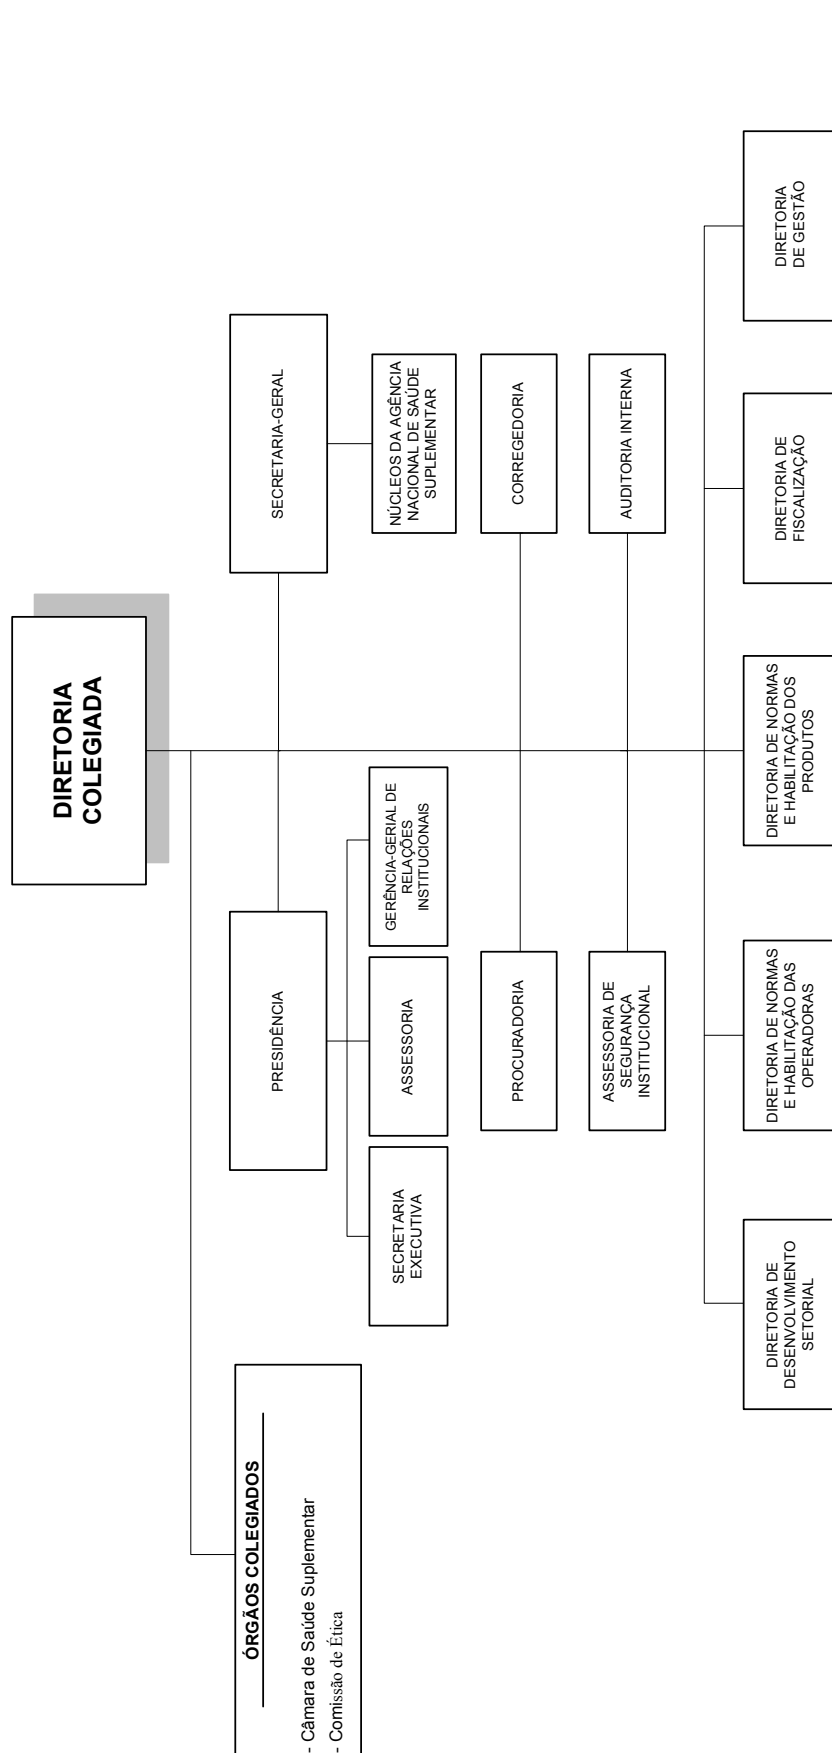 DIRETORIA
COLEGIADA
ÓRGÃOS COLEGIADOS
- Câmara de Saúde Suplementar
- Comissão de Ética
PRESIDÊNCIA
SECRETARIA-GERAL
SECRETARIA
EXECUTIVA
ASSESSORIA
GERÊNCIA-GERIAL DE
RELAÇÕES
INSTITUCIONAIS
NÚCLEOS DA AGÊNCIA
NACIONAL DE SAÚDE
SUPLEMENTAR
PROCURADORIA
CORREGEDORIA
ASSESSORIA DE
SEGURANÇA
INSTITUCIONAL
AUDITORIA INTERNA
DIRETORIA DE
DESENVOLVIMENTO
SETORIAL
DIRETORIA DE NORMAS
E HABILITAÇÃO DAS
OPERADORAS
DIRETORIA DE NORMAS
E HABILITAÇÃO DOS
PRODUTOS
DIRETORIA DE
FISCALIZAÇÃO
DIRETORIA
DE GESTÃO